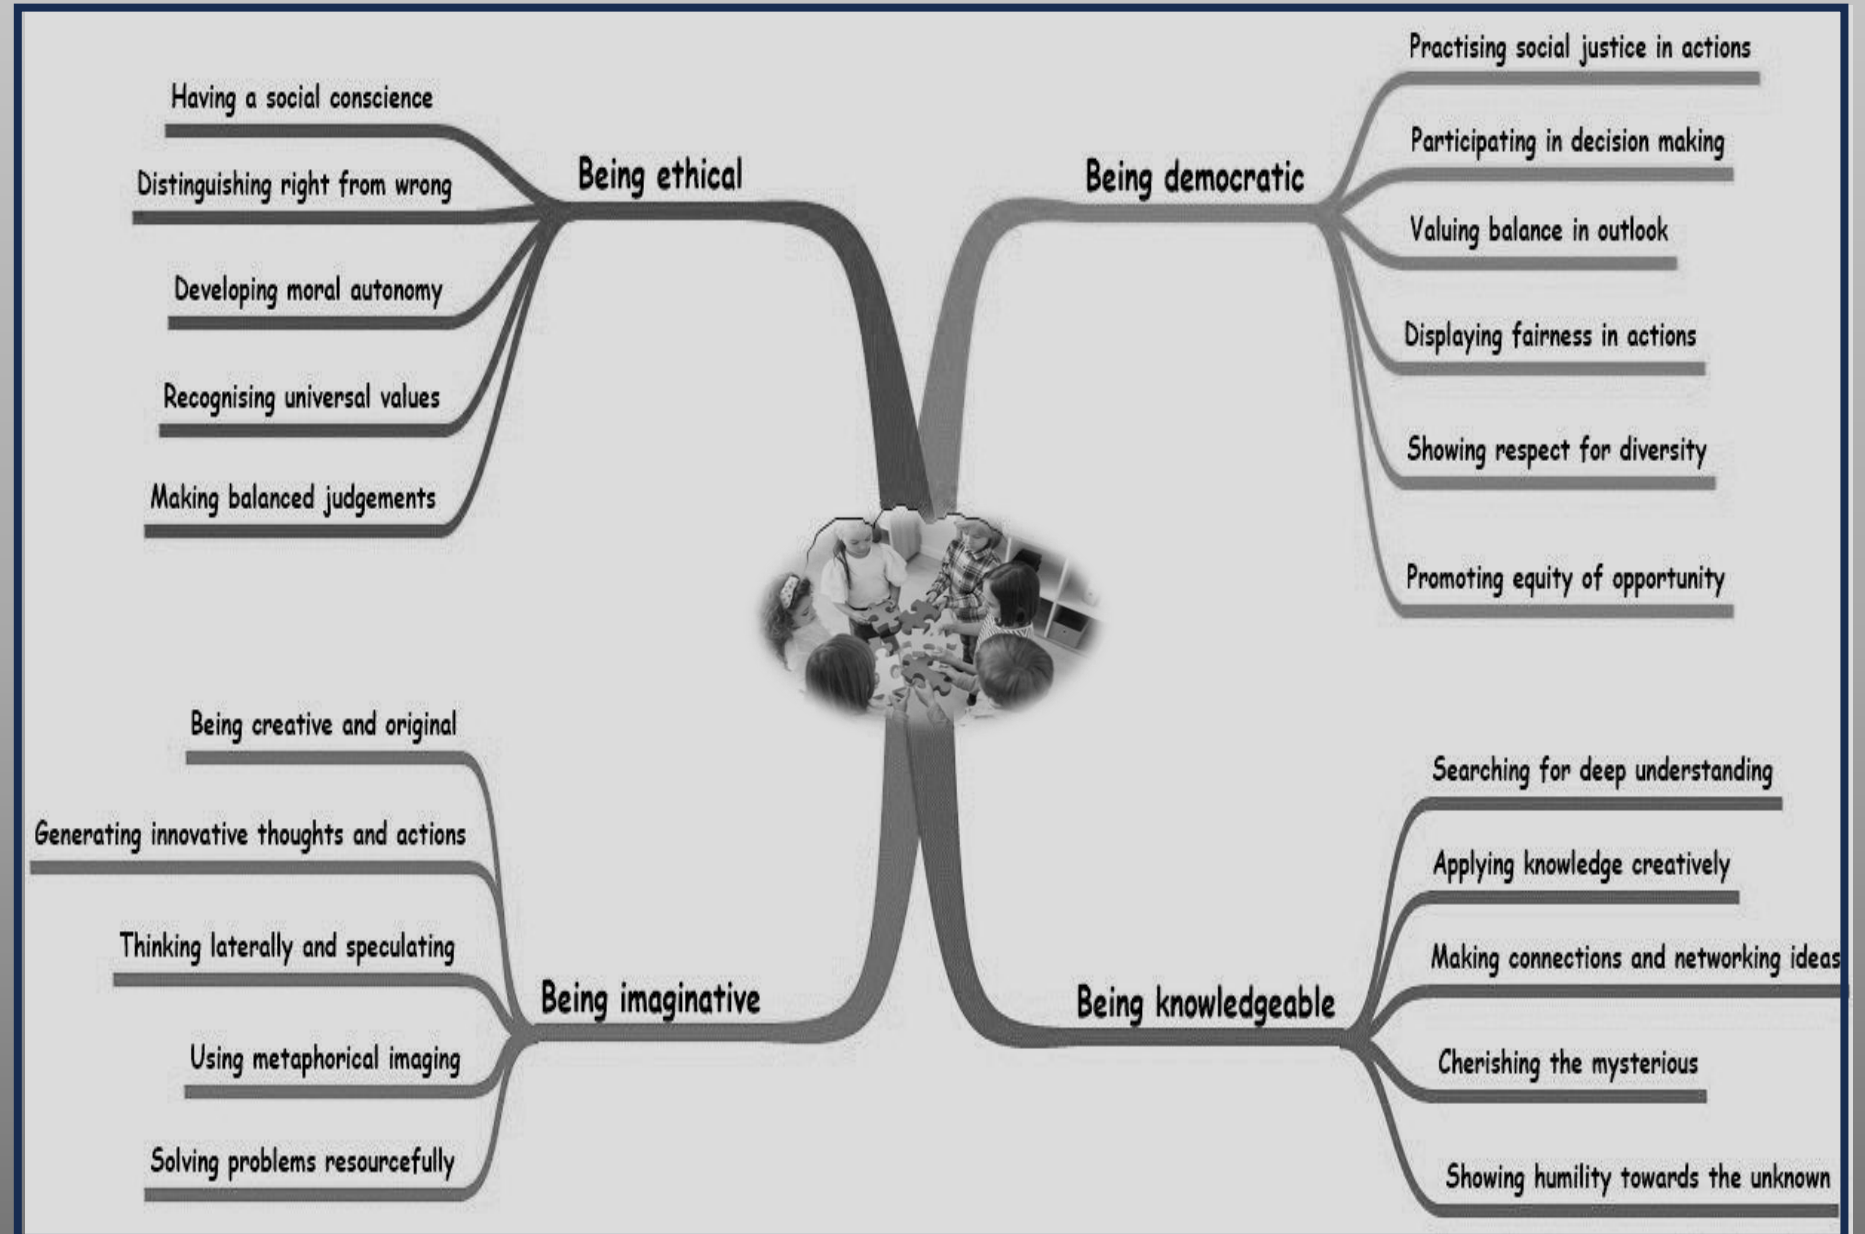 Being ethical
Having a social conscience
Distinguishing right from wrong
Developing moral autonomy
Recognising universal values
Making balanced judgements
Being democratic
Practising social justice in actions
Participating in decision making
Valuing balance in outlook
Displaying fairness in actions
Showing respect for diversity
Promoting equity of opportunity
Being imaginative
Being creative and original
Generating innovative thoughts and actions
Thinking laterally and speculating
Using metaphorical imaging
Solving problems resourcefully
Being knowledgeable
Searching for deep understanding
Applying knowledge creatively
Making connections and networking ideas
Cherishing the mysterious
Showing humility towards the unknown